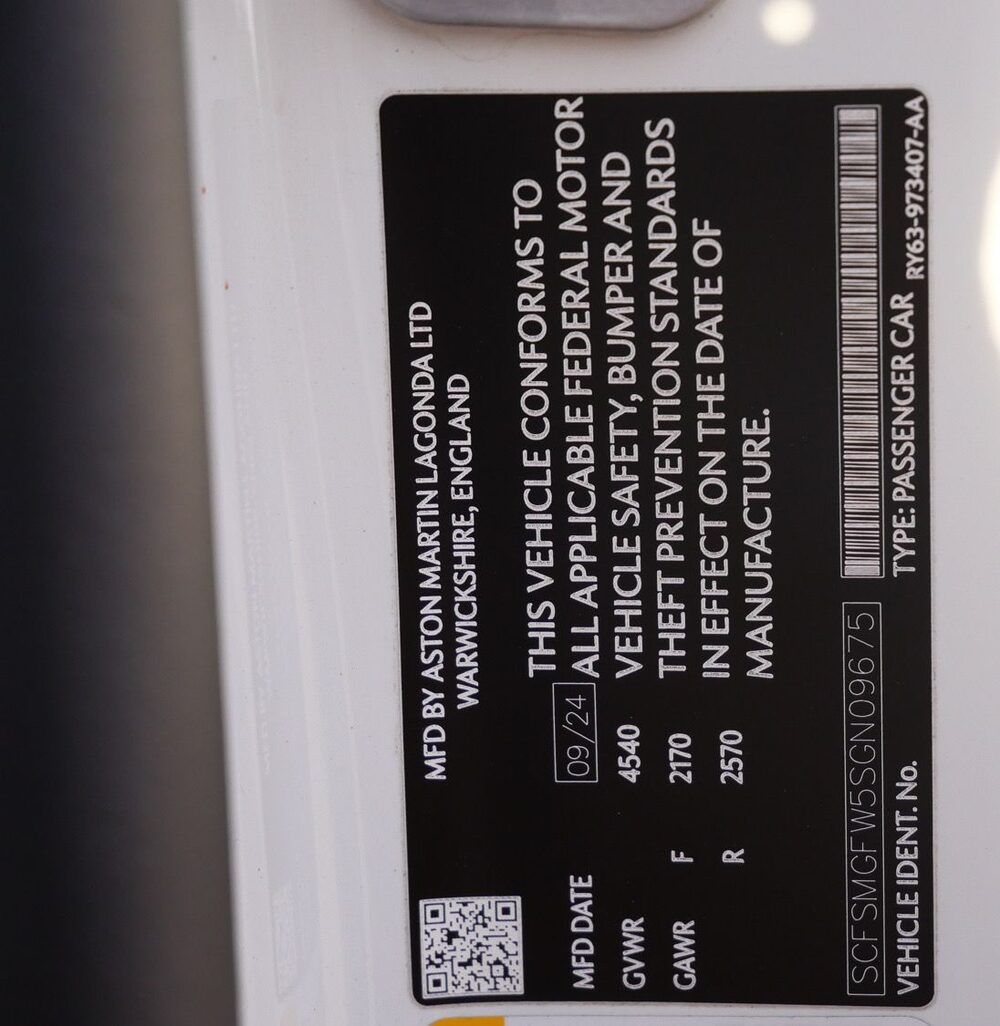 MFD BY ASTON MARTIN LAGONDA LTD
WARWICKSHIRE, ENGLAND
MFD DATE 09/24
GVWR 4540
GAWR F 2170
R 2570
THIS VEHICLE CONFORMS TO
ALL APPLICABLE FEDERAL MOTOR
VEHICLE SAFETY, BUMPER AND
THEFT PREVENTION STANDARDS
IN EFFECT ON THE DATE OF
MANUFACTURE.
SCFSMGFW5SGN09675
VEHICLE IDENT. No.
TYPE: PASSENGER CAR
RY63-973407-AA